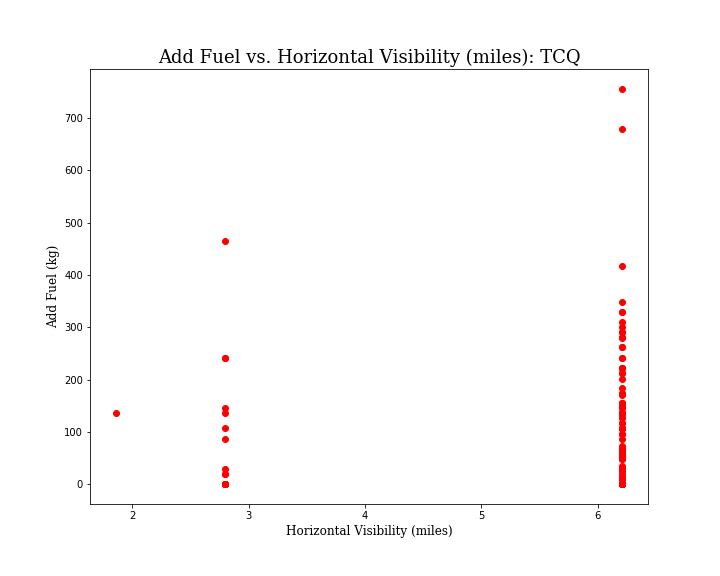 Add Fuel vs. Horizontal Visibility (miles): TCQ
700
600
500
400
300
200
100
0
Add Fuel (kg)
2 3 4 5 6
Horizontal Visibility (miles)